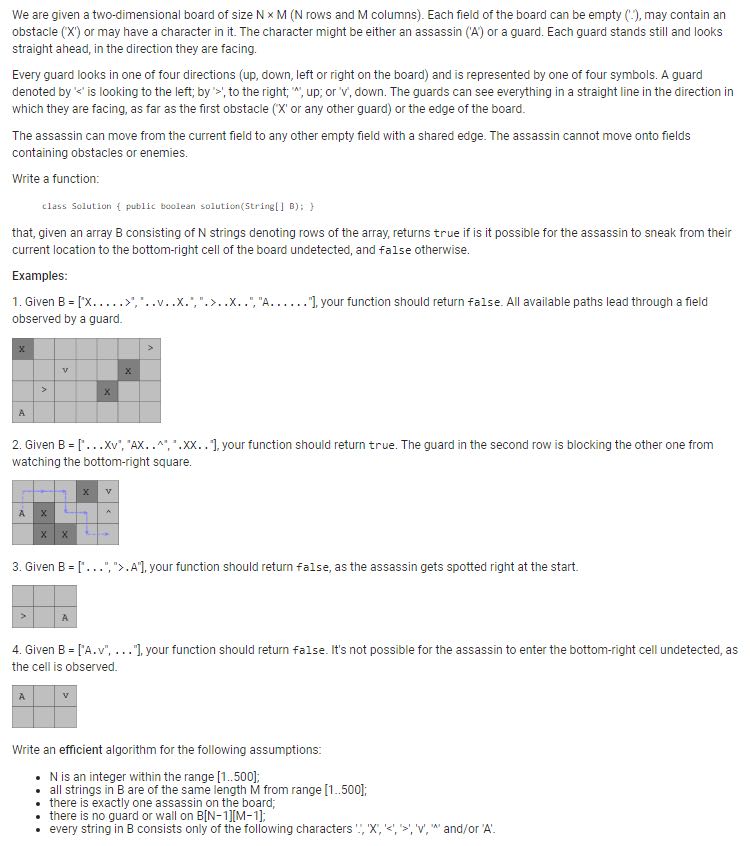 We are given a two-dimensional board of size N × M (N rows and M columns). Each field of the board can be empty ('.'), may contain an
obstacle ('X') or may have a character in it. The character might be either an assassin ('A') or a guard. Each guard stands still and looks
straight ahead, in the direction they are facing.
Every guard looks in one of four directions (up, down, left or right on the board) and is represented by one of four symbols. A guard
denoted by '<' is looking to the left; by '>', to the right; '^', up; or 'v', down. The guards can see everything in a straight line in the direction in
which they are facing, as far as the first obstacle ('X' or any other guard) or the edge of the board.
The assassin can move from the current field to any other empty field with a shared edge. The assassin cannot move onto fields
containing obstacles or enemies.
Write a function:
class Solution { public boolean solution(String[] B); }
that, given an array B consisting of N strings denoting rows of the array, returns true if is it possible for the assassin to sneak from their
current location to the bottom-right cell of the board undetected, and false otherwise.
Examples:
1. Given B = ["X.....>", "..v..X.", ".>..X..", "A......"], your function should return false. All available paths lead through a field
observed by a guard.
X >
v X
> X
A
2. Given B = ["...Xv", "AX..^", ".XX.."], your function should return true. The guard in the second row is blocking the other one from
watching the bottom-right square.
X v
A X ^
X X
3. Given B = ["...", ">.A"], your function should return false, as the assassin gets spotted right at the start.
> A
4. Given B = ["A.v", "..."], your function should return false. It's not possible for the assassin to enter the bottom-right cell undetected, as
the cell is observed.
A v
Write an efficient algorithm for the following assumptions:
• N is an integer within the range [1..500];
• all strings in B are of the same length M from range [1..500];
• there is exactly one assassin on the board;
• there is no guard or wall on B[N-1][M-1];
• every string in B consists only of the following characters '.', 'X', '<', '>', 'v', '^' and/or 'A'.